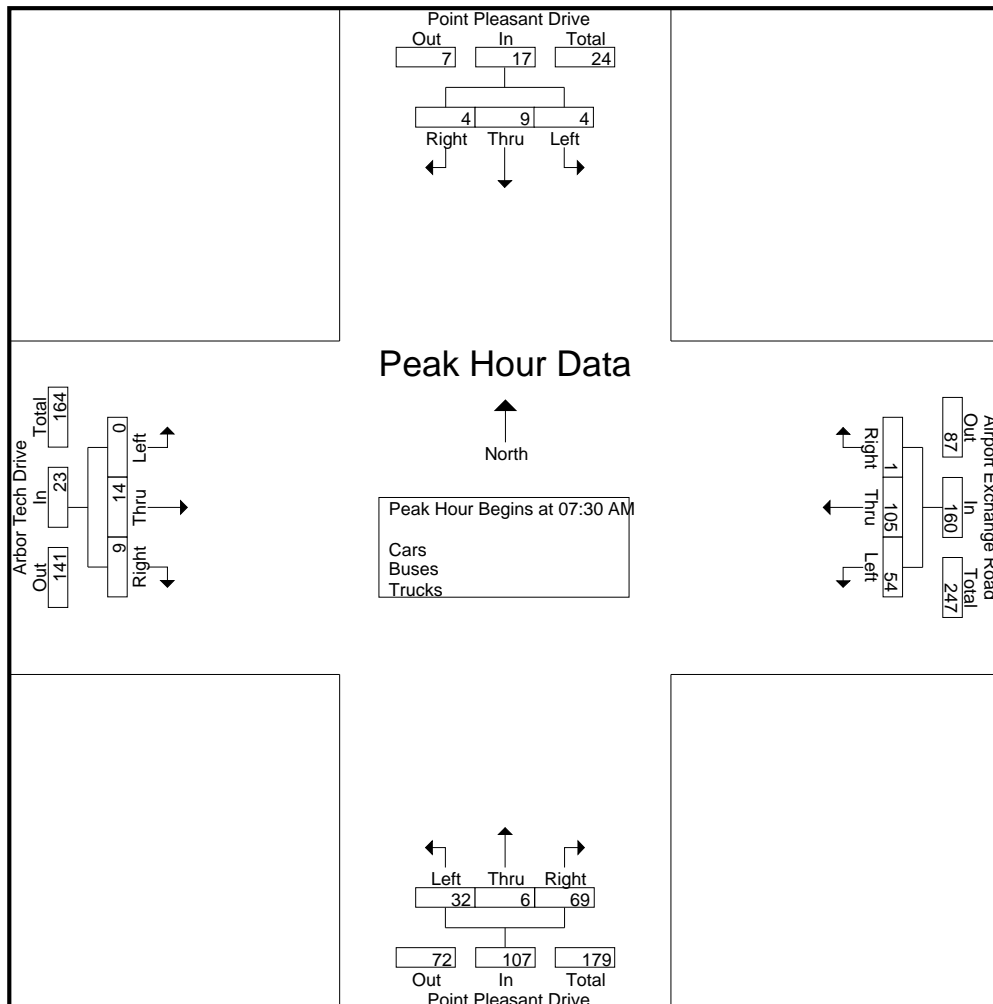 Point Pleasant Drive
Out In Total
7 17 24
4 9 4
Right Thru Left
Peak Hour Data
North
Peak Hour Begins at 07:30 AM
Cars
Buses
Trucks
Arbor Tech Drive
Out In Total
141 23 164
9 14 0
Right Thru Left
Airport Exchange Road
Out In Total
87 160 247
1 105 54
Right Thru Left
Left Thru Right
32 6 69
72 107 179
Out In Total
Point Pleasant Drive